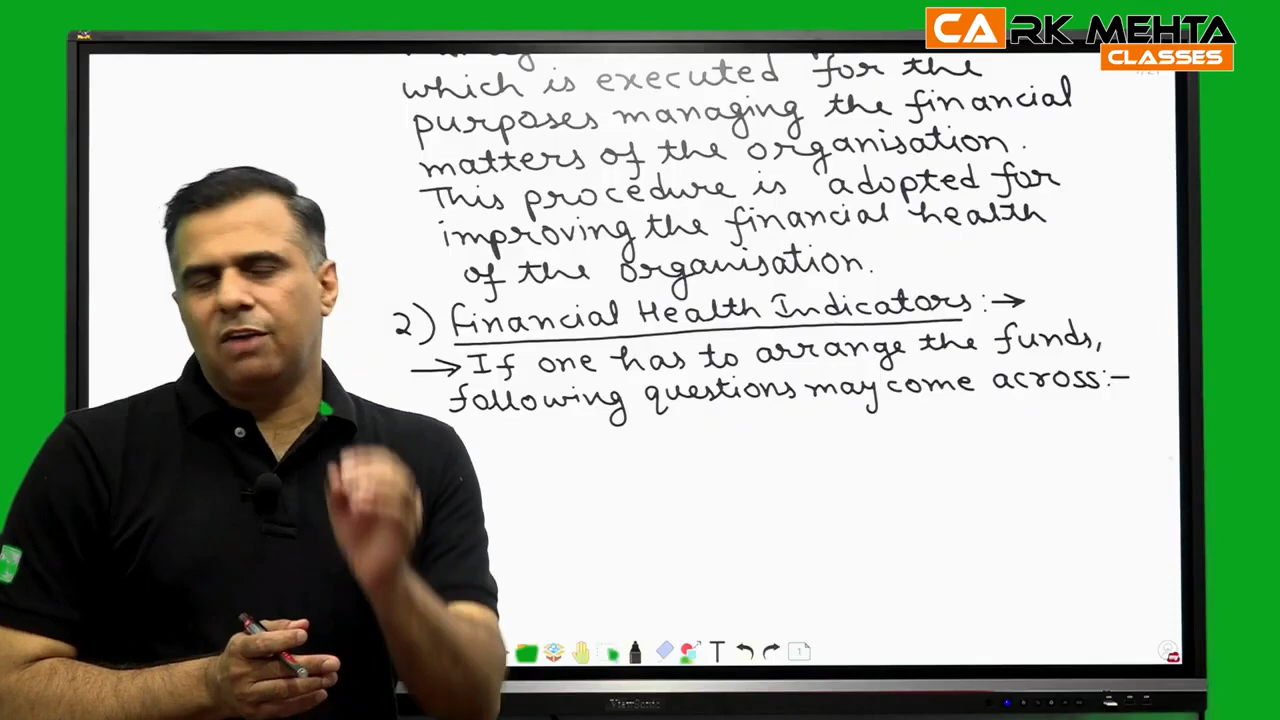 CA RK MEHTA
CLASSES
which is executed for the
purposes managing the financial
matters of the organisation.
This procedure is adopted for
improving the financial health
of the organisation.
2) Financial Health Indicators:→
→ If one has to arrange the funds,
following questions may come across:-
T
1
ViewSonic